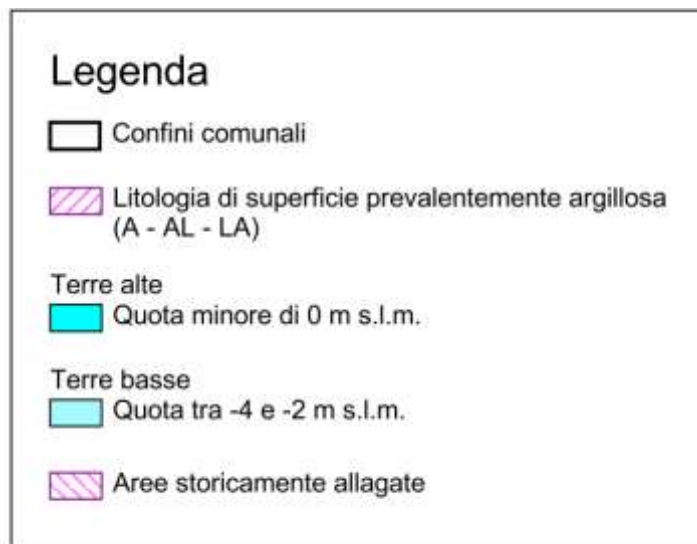 Legenda
Confini comunali
Litologia di superficie prevalentemente argillosa
(A - AL - LA)
Terre alte
Quota minore di 0 m s.l.m.
Terre basse
Quota tra -4 e -2 m s.l.m.
Aree storicamente allagate